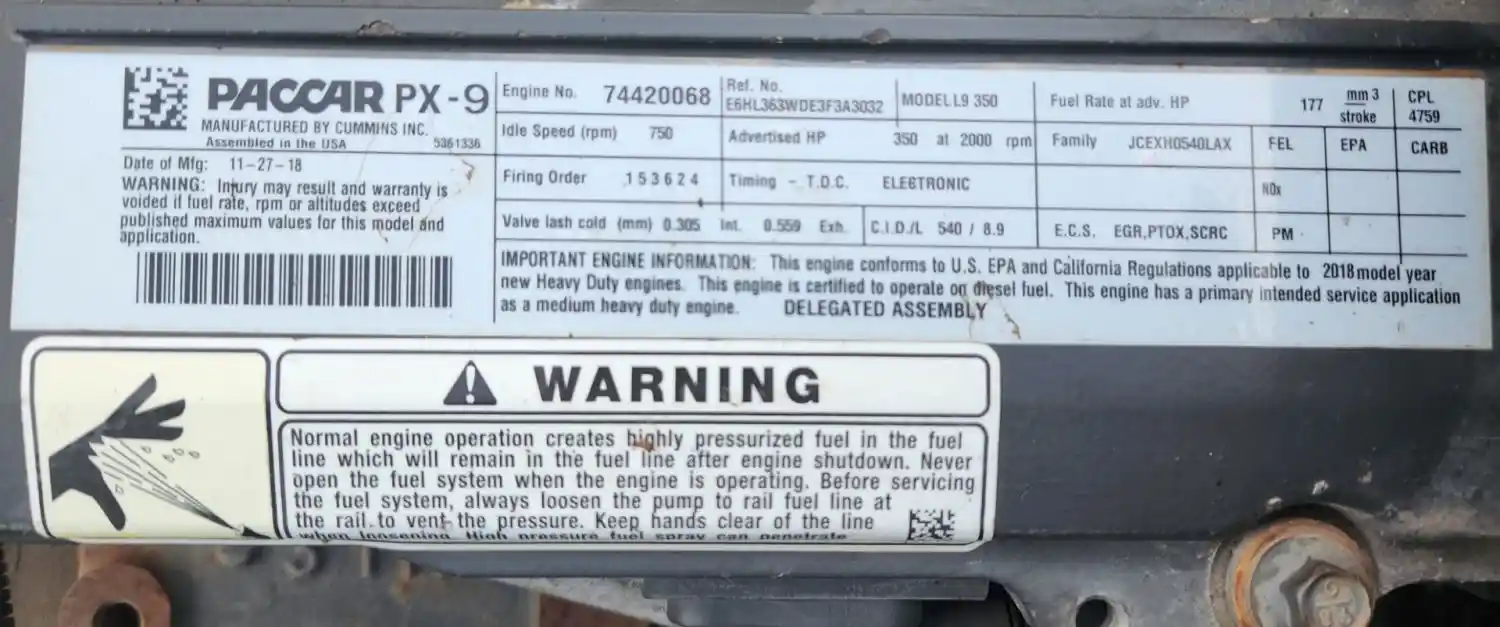 PACCAR PX-9
MANUFACTURED BY CUMMINS INC.
Assembled in the USA 5361336
Date of Mfg: 11-27-18
WARNING: Injury may result and warranty is
voided if fuel rate, rpm or altitudes exceed
published maximum values for this model and
application.
Engine No. 74420068
Ref. No.
E6HL363WDE3F3A3032
MODEL L9 350
Fuel Rate at adv. HP 177 mm3
stroke
CPL
4759
Idle Speed (rpm) 750
Advertised HP 350 at 2000 rpm
Family JCEXH0540LAX
FEL EPA CARB
Firing Order 153624
Timing - T.D.C. ELEBTRONIC
NOx
Valve lash cold (mm) 0.305 Int. 0.559 Exh.
C.I.D./L 540 / 8.9
E.C.S. EGR,PTOX,SCRC
PM
IMPORTANT ENGINE INFORMATION: This engine conforms to U.S. EPA and California Regulations applicable to 2018 model year
new Heavy Duty engines. This engine is certified to operate on diesel fuel. This engine has a primary intended service application
as a medium heavy duty engine. DELEGATED ASSEMBLY
WARNING
Normal engine operation creates highly pressurized fuel in the fuel
line which will remain in the fuel line after engine shutdown. Never
open the fuel system when the engine is operating. Before servicing
the fuel system, always loosen the pump to rail fuel line at
the rail to vent the pressure. Keep hands clear of the line
when loosening. High pressure fuel spray can penetrate